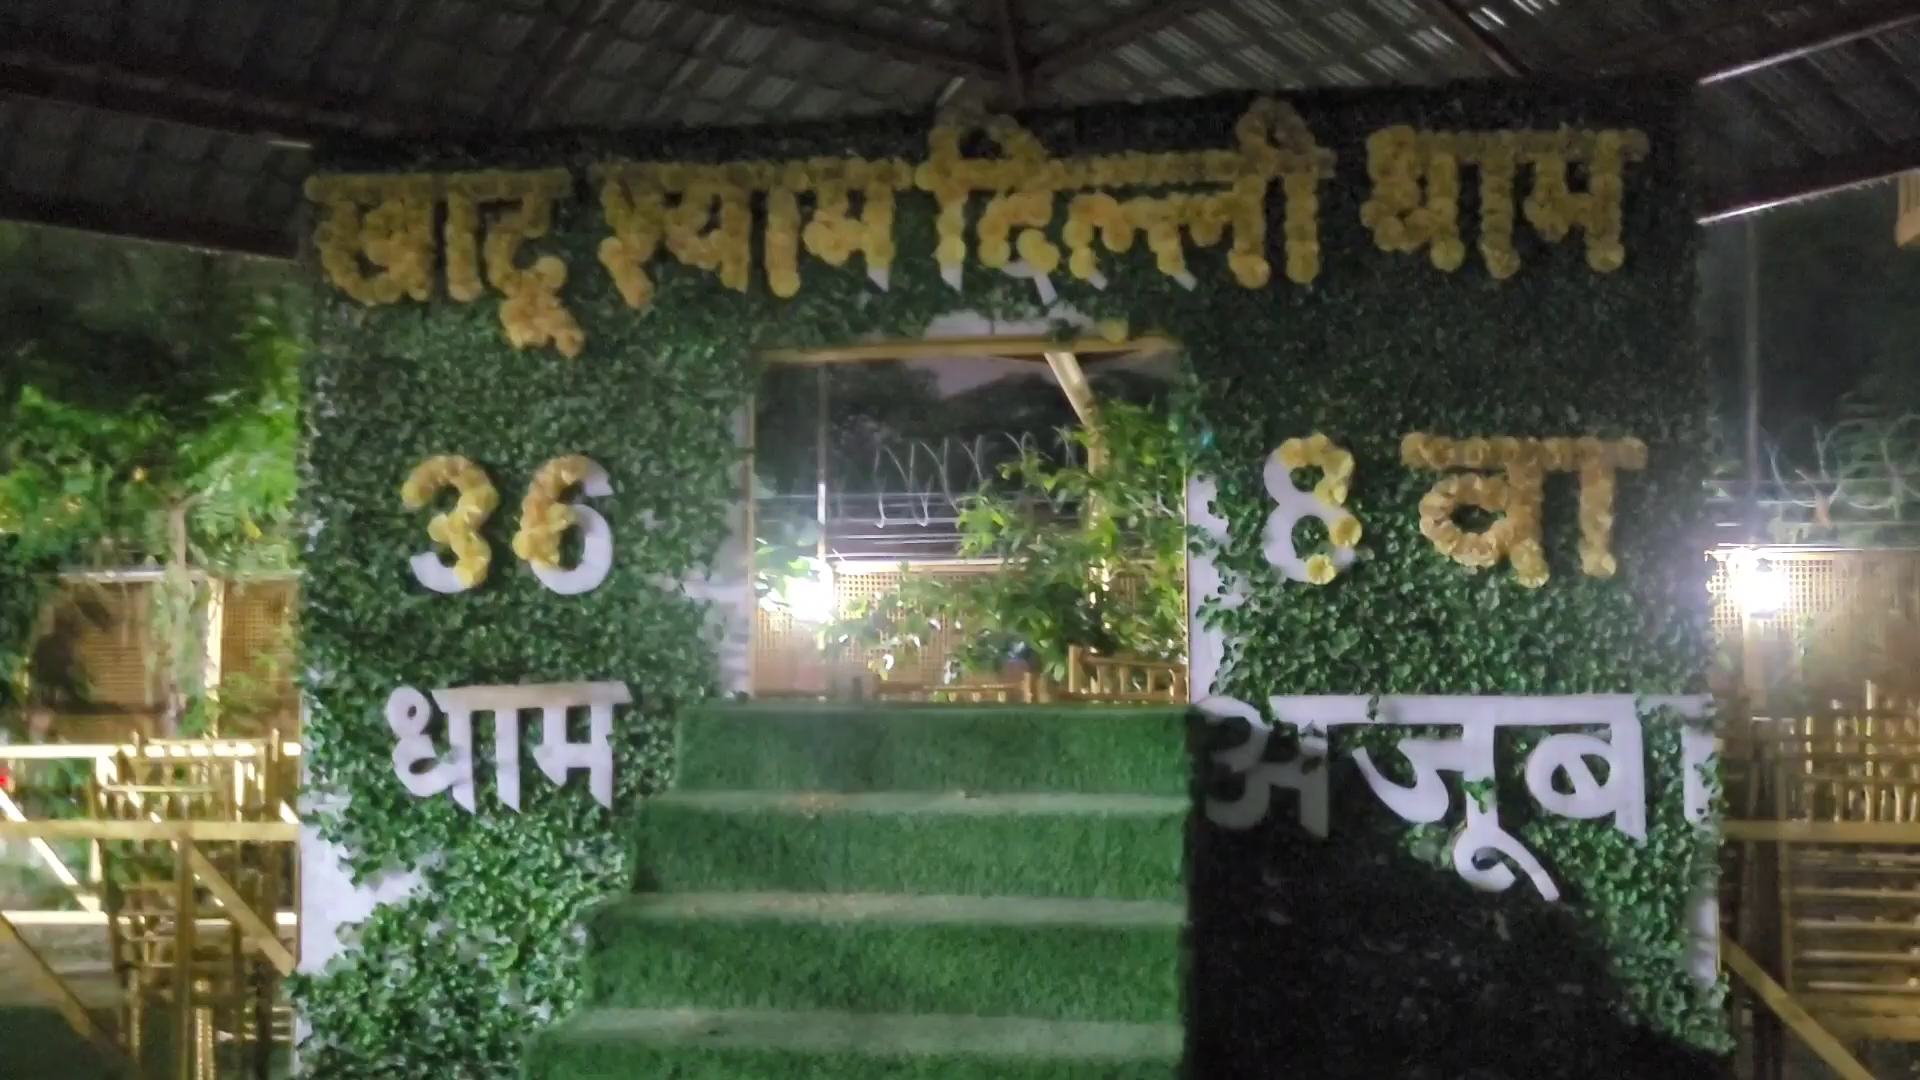 खाटू श्याम दिल्ली धाम
36 8 वा
धाम अजूबा